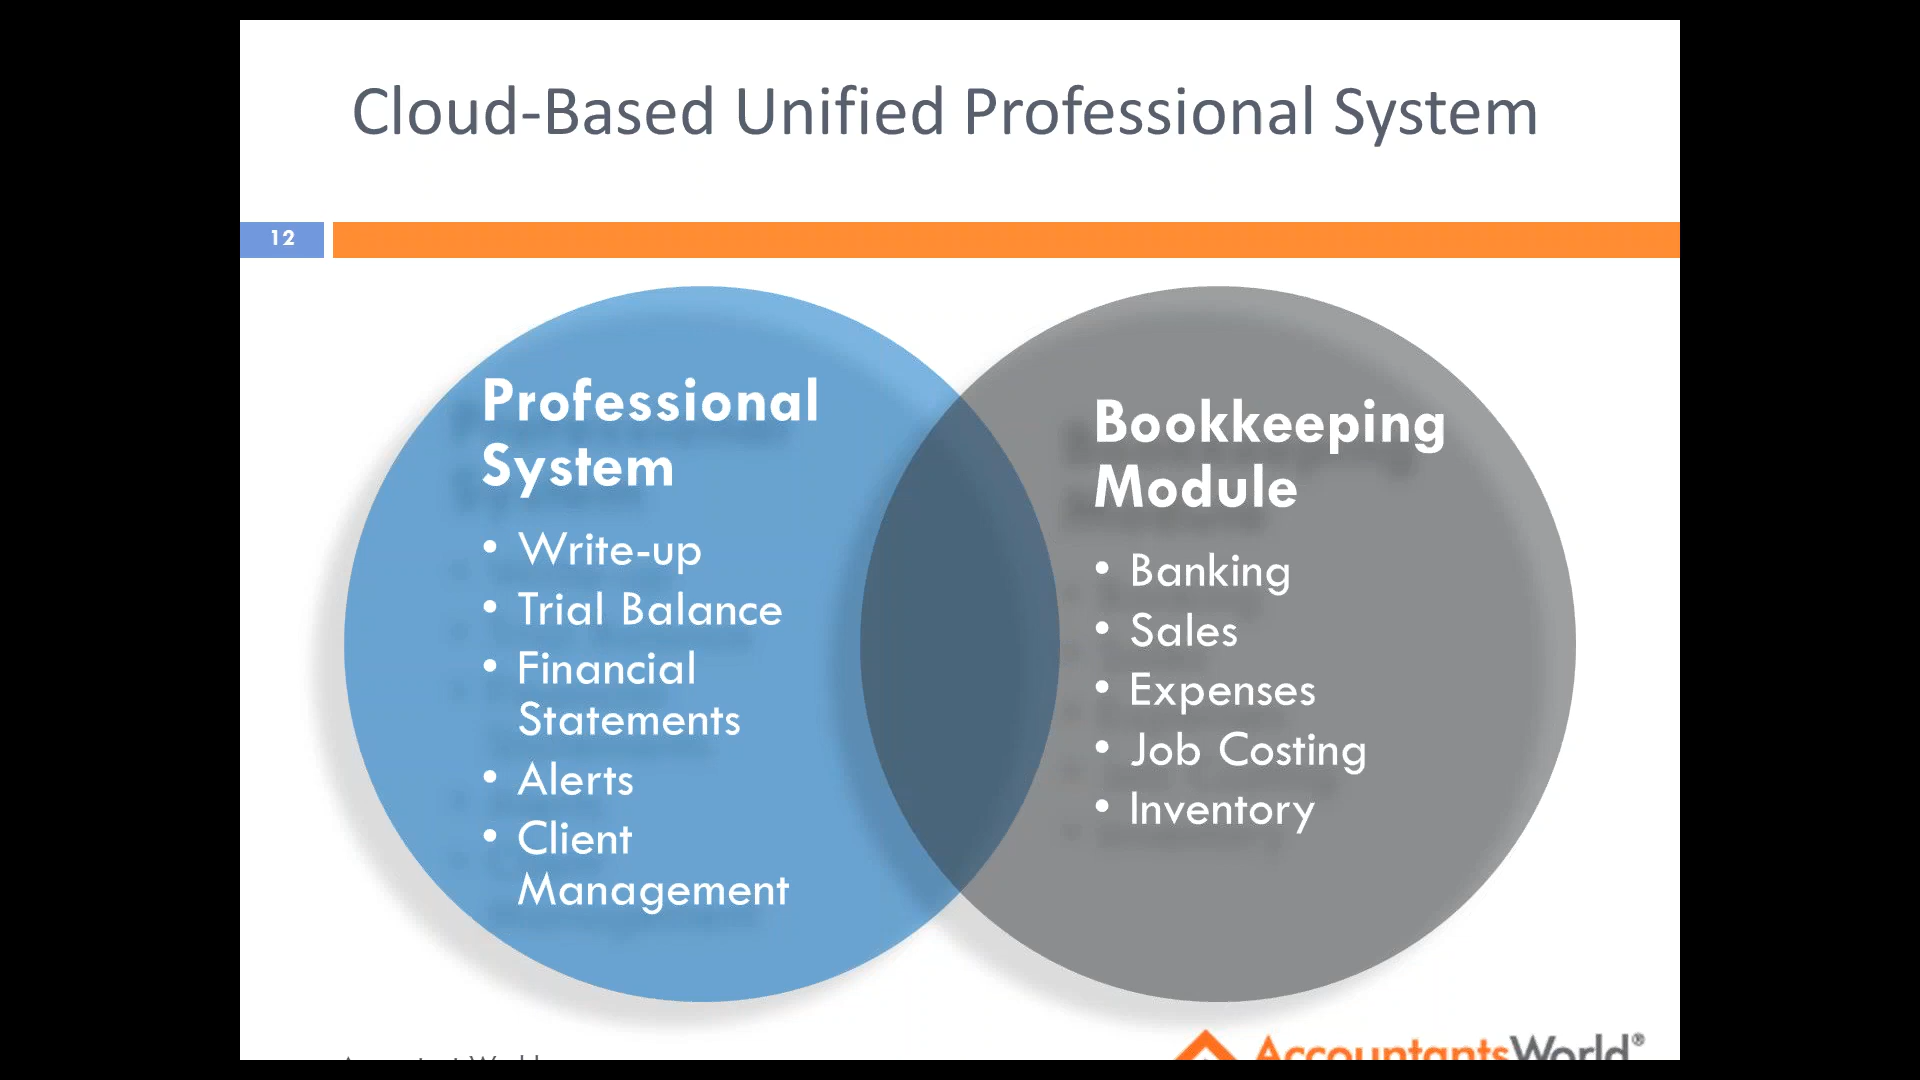 Cloud-Based Unified Professional System
12
Professional
System
• Write-up
• Trial Balance
• Financial
Statements
• Alerts
• Client
Management
Bookkeeping
Module
• Banking
• Sales
• Expenses
• Job Costing
• Inventory
AccountantsWorld®